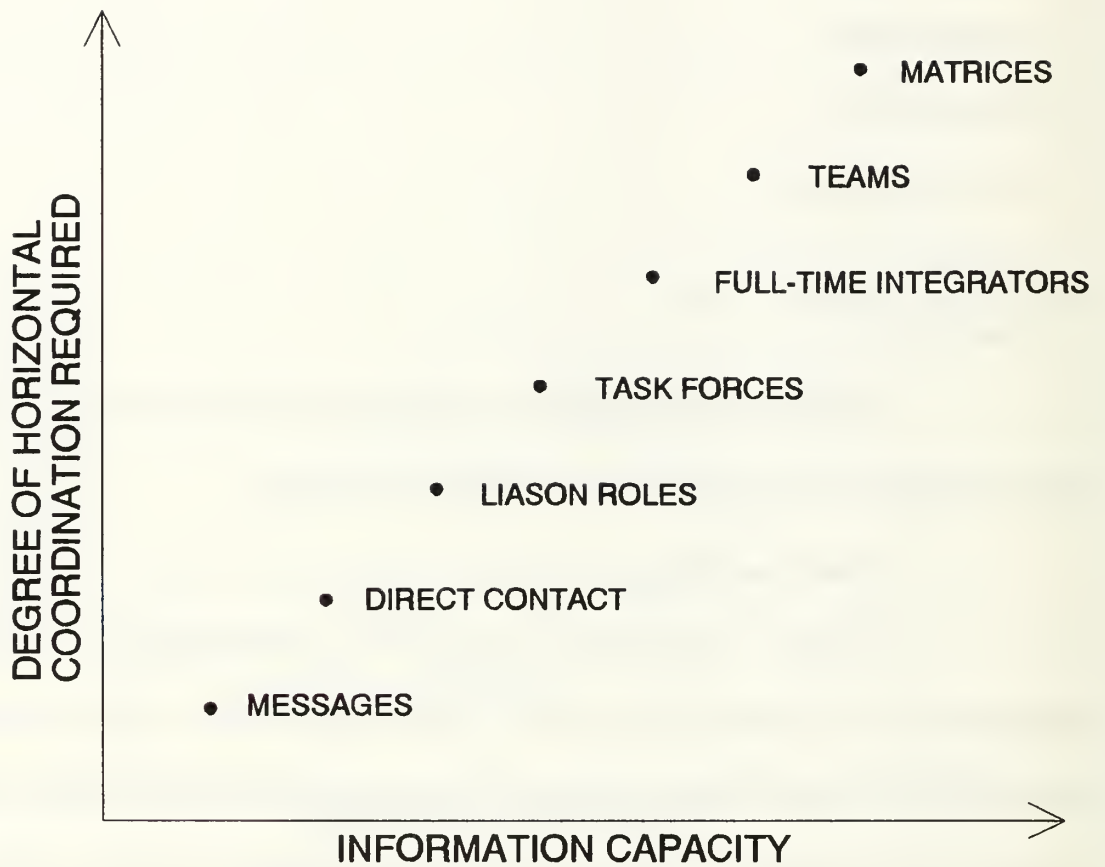 MATRICES
TEAMS
FULL-TIME INTEGRATORS
TASK FORCES
LIASON ROLES
DIRECT CONTACT
MESSAGES
DEGREE OF HORIZONTAL
COORDINATION REQUIRED
INFORMATION CAPACITY